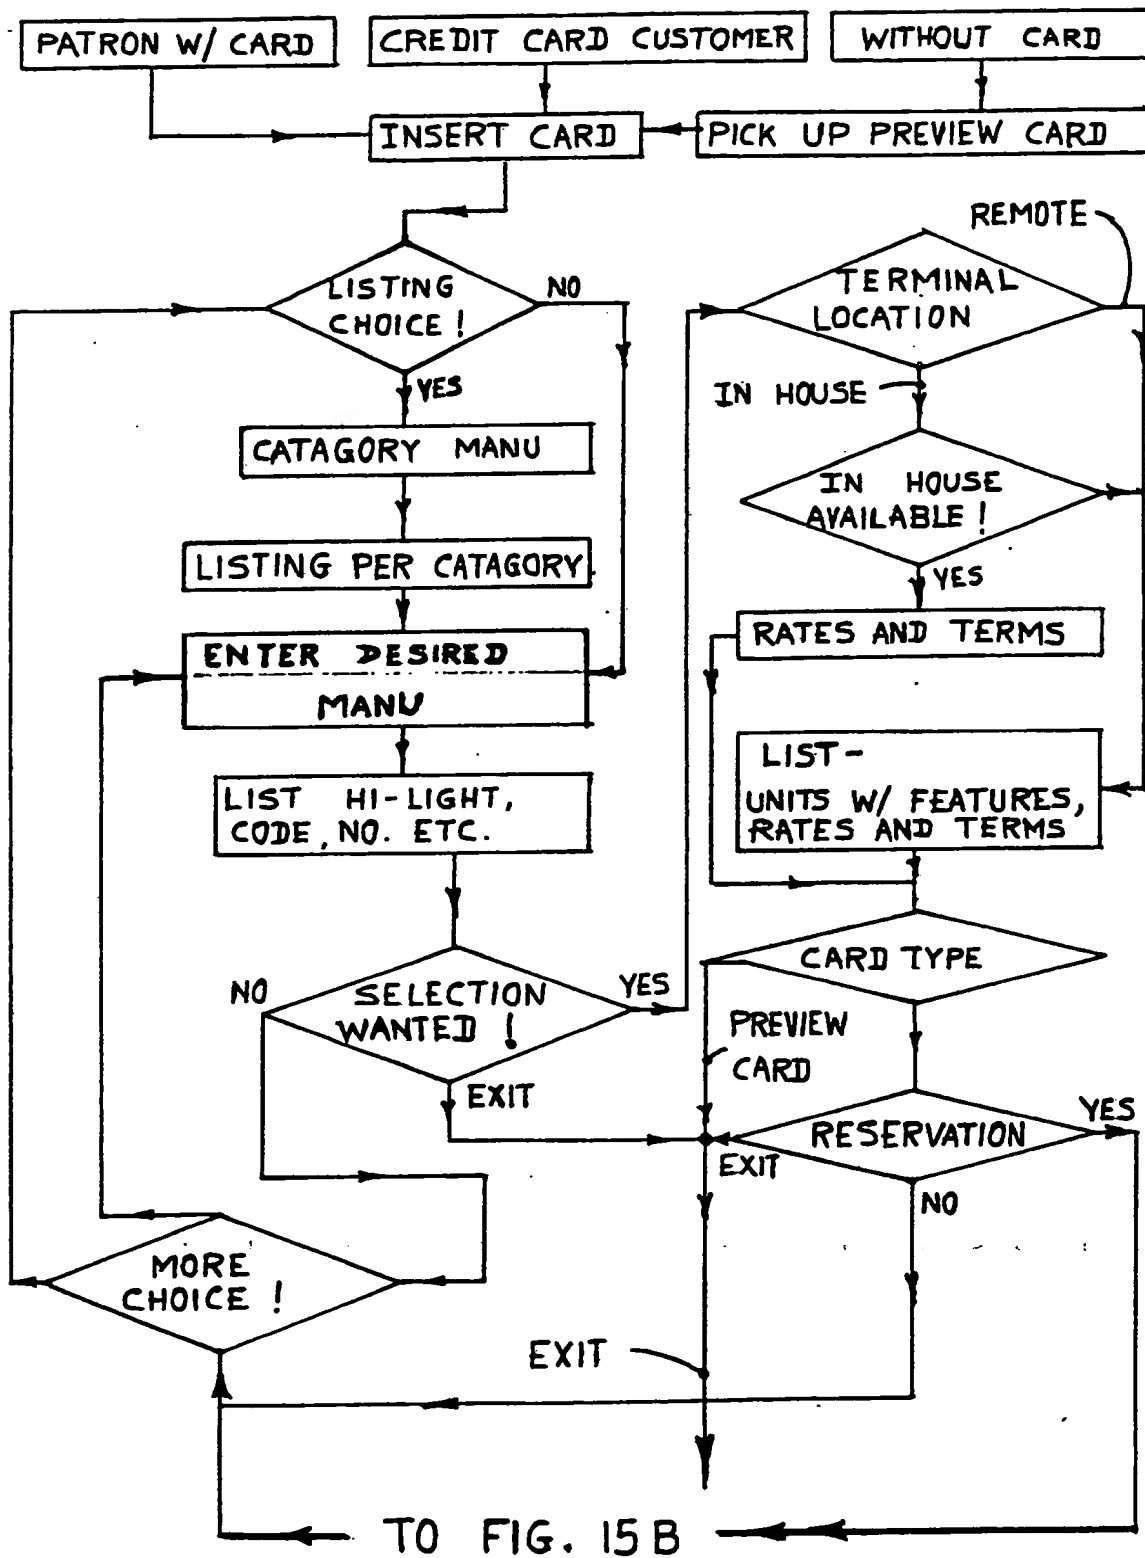 PATRON W/ CARD
CREDIT CARD CUSTOMER
WITHOUT CARD
INSERT CARD
PICK UP PREVIEW CARD
REMOTE
LISTING
CHOICE!
NO
TERMINAL
LOCATION
YES
IN HOUSE
CATAGORY MANU
IN HOUSE
AVAILABLE!
LISTING PER CATAGORY
YES
ENTER DESIRED
MANU
RATES AND TERMS
LIST HI-LIGHT,
CODE, NO. ETC.
LIST-
UNITS W/ FEATURES,
RATES AND TERMS
CARD TYPE
NO
SELECTION
WANTED!
YES
EXIT
PREVIEW
CARD
RESERVATION
YES
EXIT
NO
MORE
CHOICE!
EXIT
TO FIG. 15B